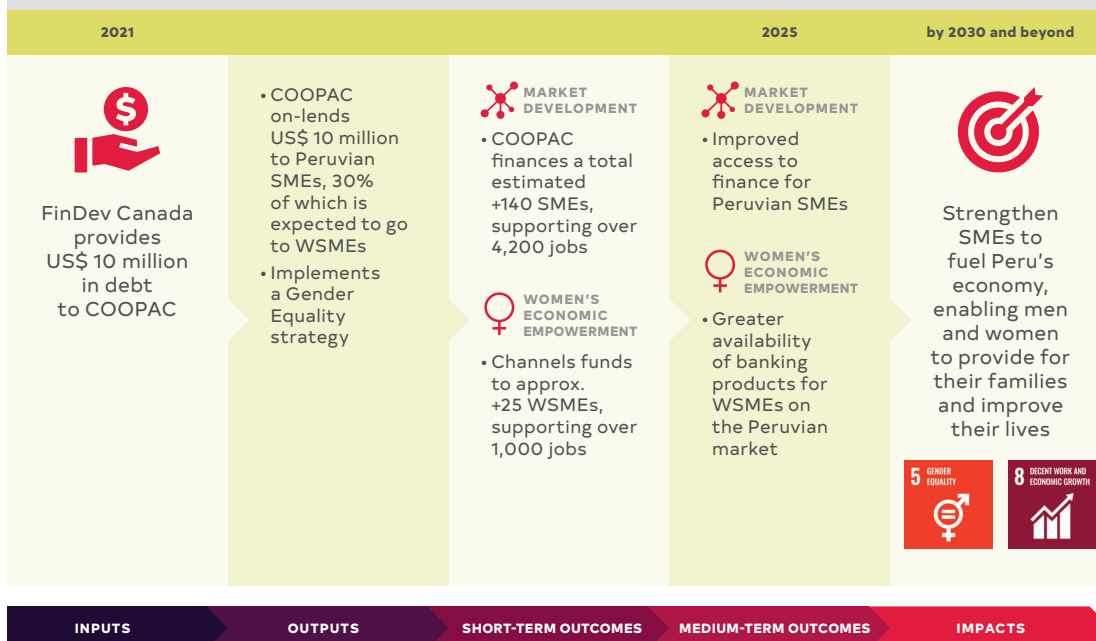 2021
2025
by 2030 and beyond
$
FinDev Canada
provides
US$ 10 million
in debt
to COOPAC
• COOPAC
on-lends
US$ 10 million
to Peruvian
SMEs, 30%
of which is
expected to go
to WSMEs
• Implements
a Gender
Equality
strategy
MARKET
DEVELOPMENT
• COOPAC
finances a total
estimated
+140 SMEs,
supporting over
4,200 jobs
WOMEN'S
ECONOMIC
EMPOWERMENT
• Channels funds
to approx.
+25 WSMEs,
supporting over
1,000 jobs
MARKET
DEVELOPMENT
• Improved
access to
finance for
Peruvian SMEs
WOMEN'S
ECONOMIC
EMPOWERMENT
• Greater
availability
of banking
products for
WSMEs on
the Peruvian
market
Strengthen
SMEs to
fuel Peru's
economy,
enabling men
and women
to provide for
their families
and improve
their lives
5 GENDER
EQUALITY
8 DECENT WORK AND
ECONOMIC GROWTH
INPUTS
OUTPUTS
SHORT-TERM OUTCOMES
MEDIUM-TERM OUTCOMES
IMPACTS